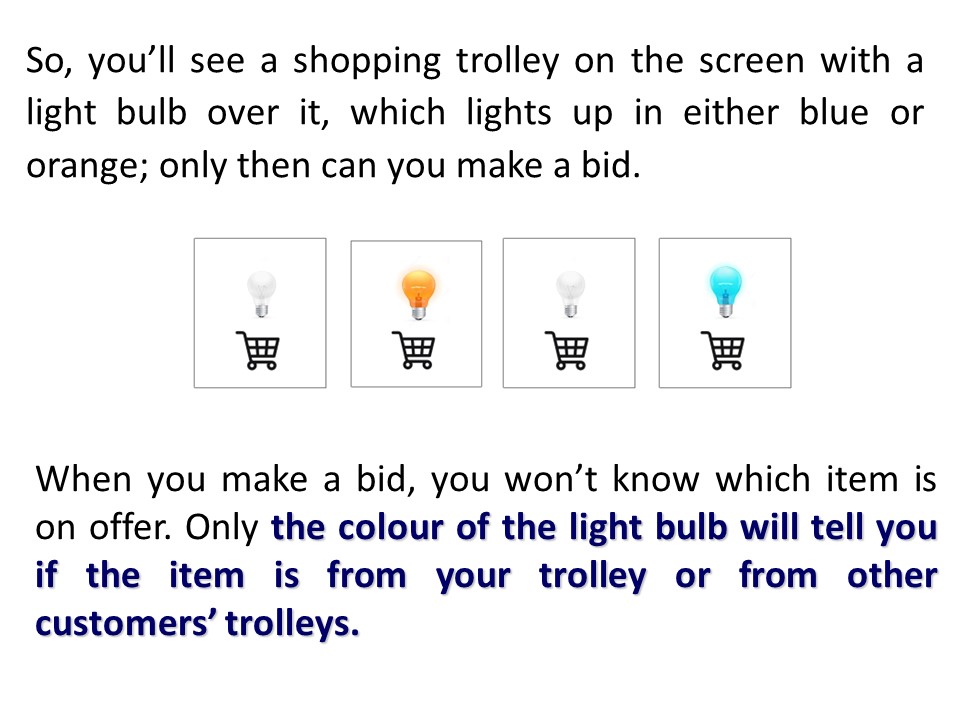 So, you’ll see a shopping trolley on the screen with a
light bulb over it, which lights up in either blue or
orange; only then can you make a bid.
When you make a bid, you won’t know which item is
on offer. Only the colour of the light bulb will tell you
if the item is from your trolley or from other
customers’ trolleys.